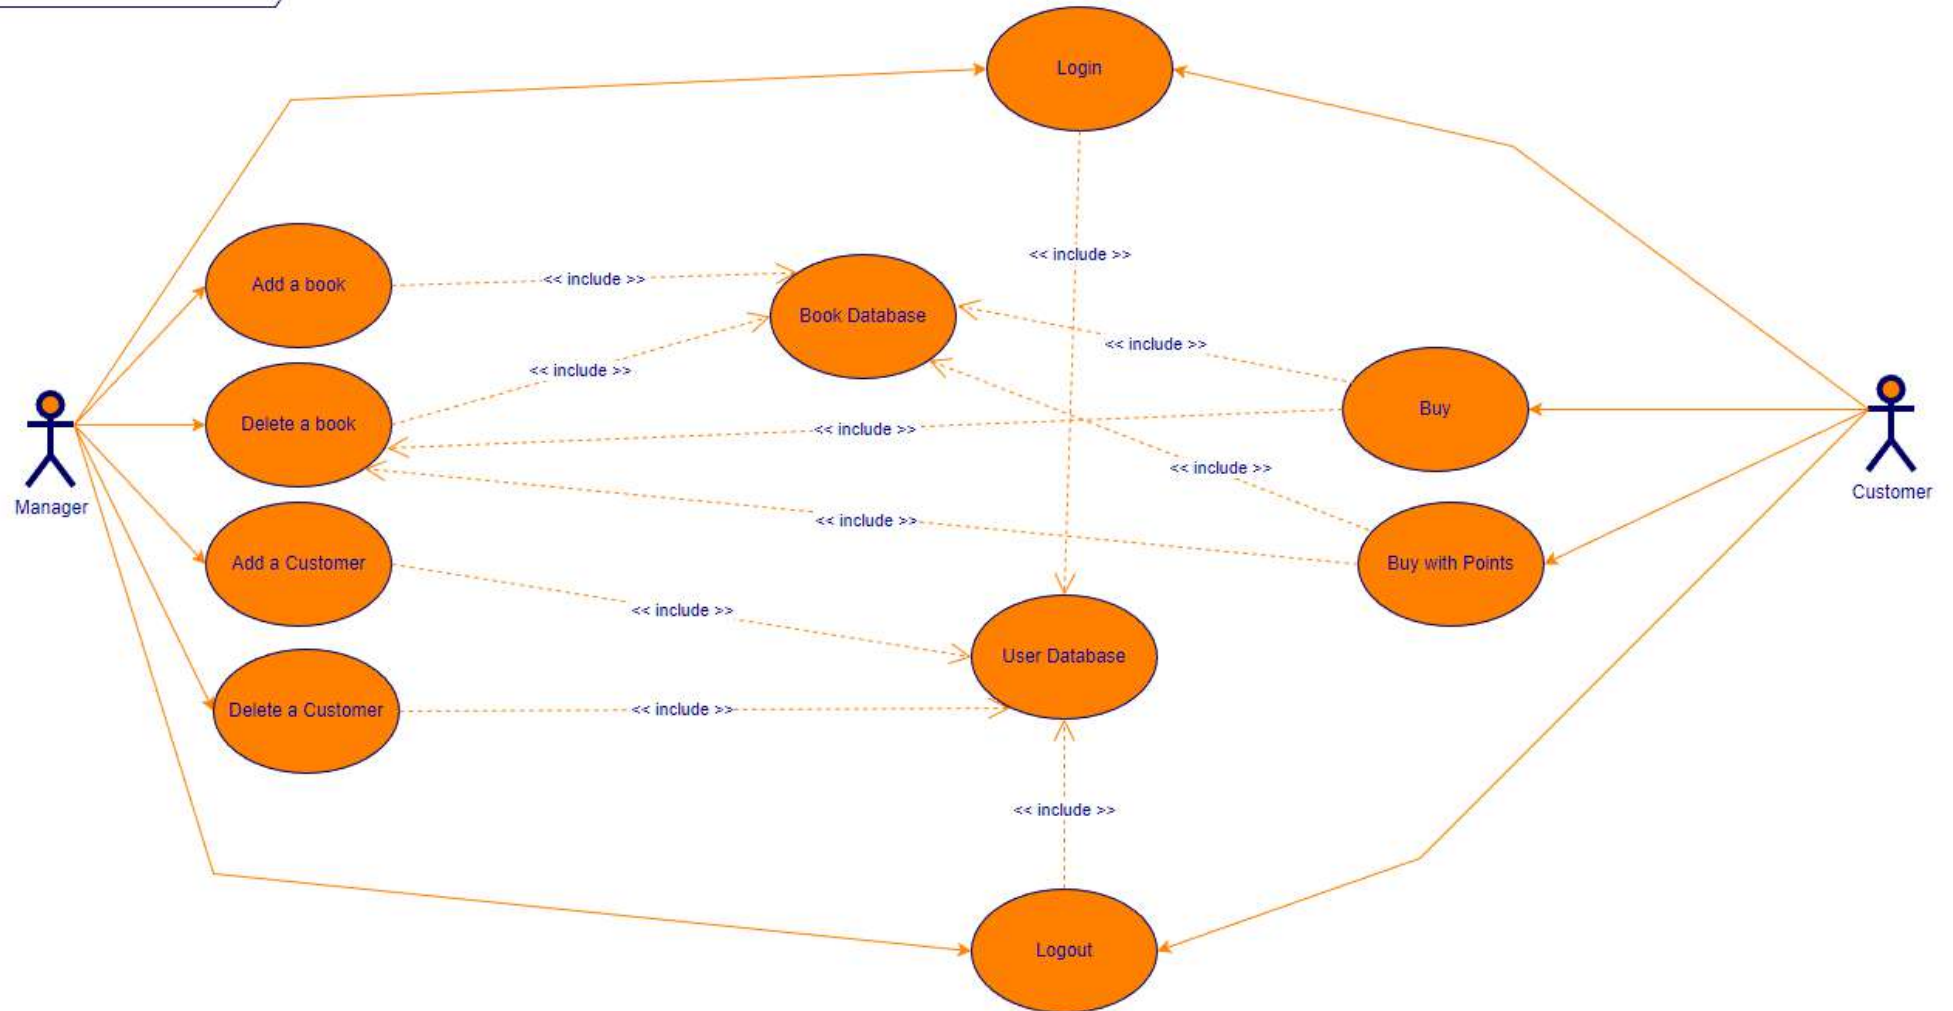 Login
<< include >>
Add a book
<< include >>
Book Database
<< include >>
<< include >>
Delete a book
<< include >>
Buy
<< include >>
Manager
Customer
<< include >>
Add a Customer
Buy with Points
<< include >>
User Database
Delete a Customer
<< include >>
<< include >>
Logout